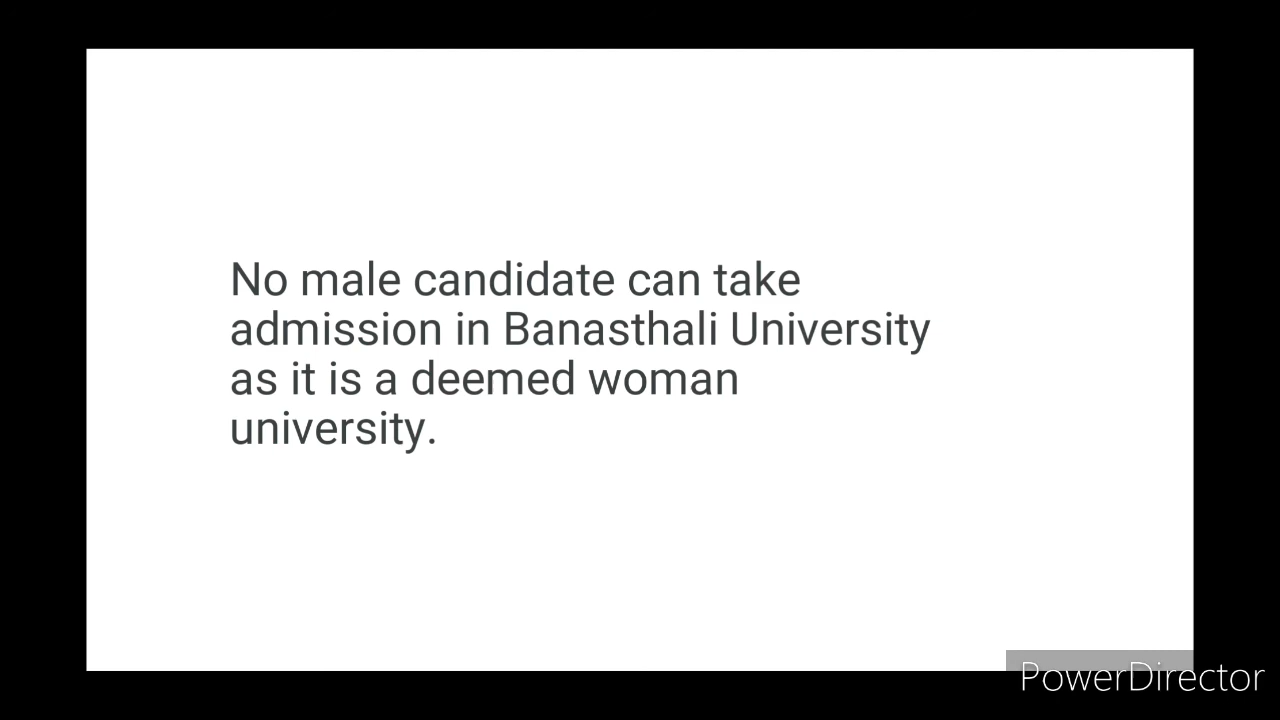 No male candidate can take
admission in Banasthali University
as it is a deemed woman
university.
PowerDirector